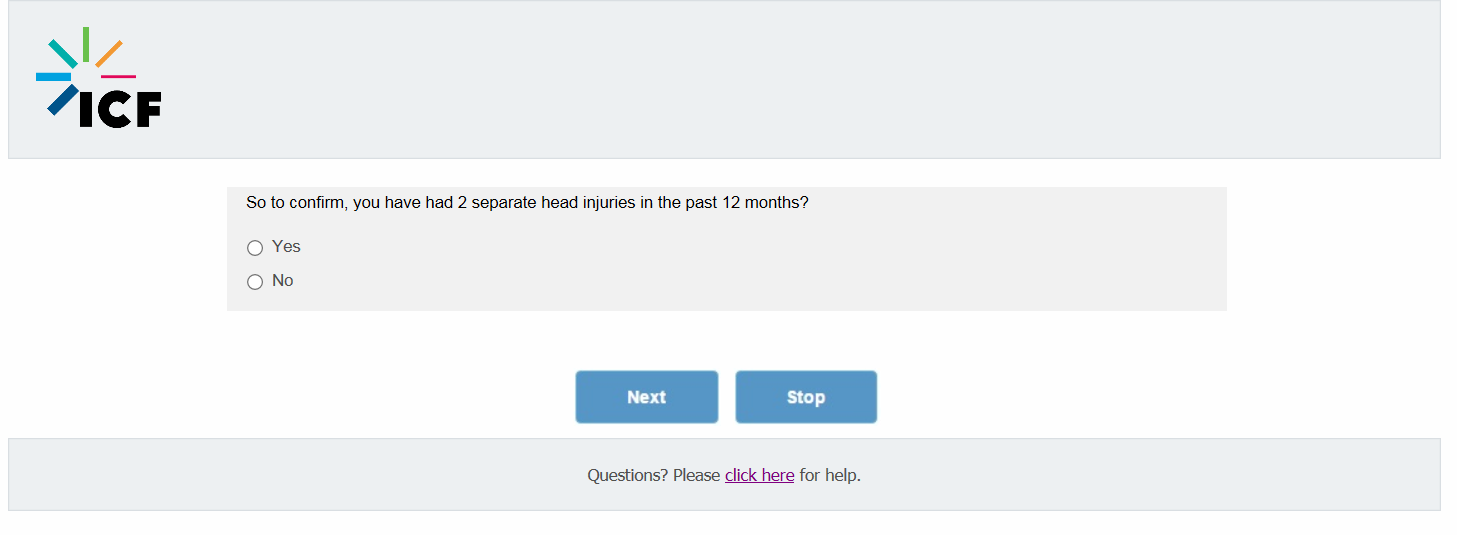 ICF
So to confirm, you have had 2 separate head injuries in the past 12 months?
Yes
No
Next Stop
Questions? Please click here for help.